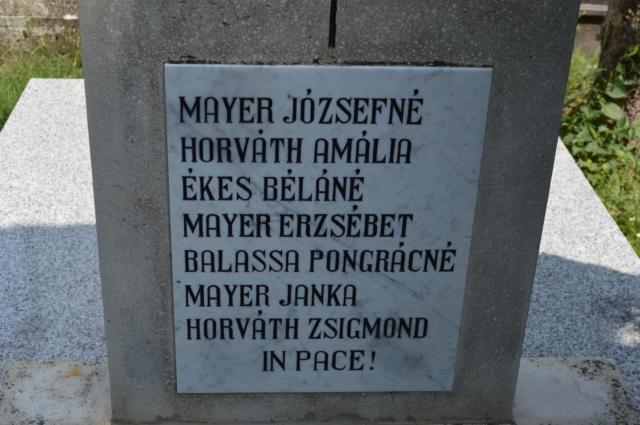 MAYER JÓZSEFNÉ
HORVÁTH AMÁLIA
ÉKES BÉLÁNÉ
MAYER ERZSÉBET
BALASSA PONGRÁCNÉ
MAYER JANKA
HORVÁTH ZSIGMOND
IN PACE!